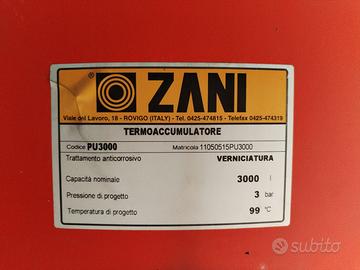 ® ZANI
Viale del Lavoro, 18 - ROVIGO (ITALY) - Tel. 0425-474815 - Telefax 0425-474319
TERMOACCUMULATORE
Codice PU3000 Matricola 11050515PU3000
Trattamento anticorrosivo VERNICIATURA
Capacità nominale 3000 l
Pressione di progetto 3 bar
Temperatura di progetto 99 °C
subito